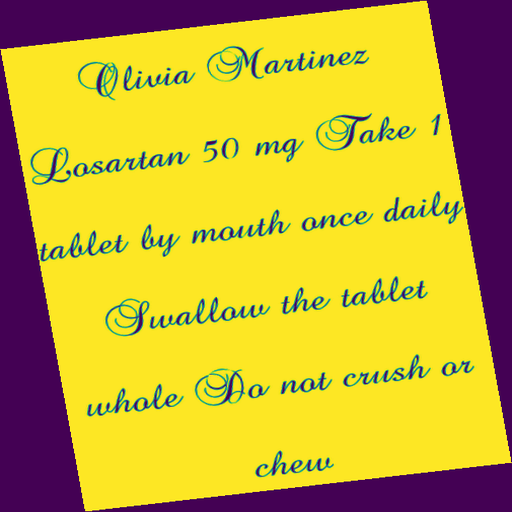 Olivia Martinez
Losartan 50 mg Take 1
tablet by mouth once daily
Swallow the tablet
whole Do not crush or
chew